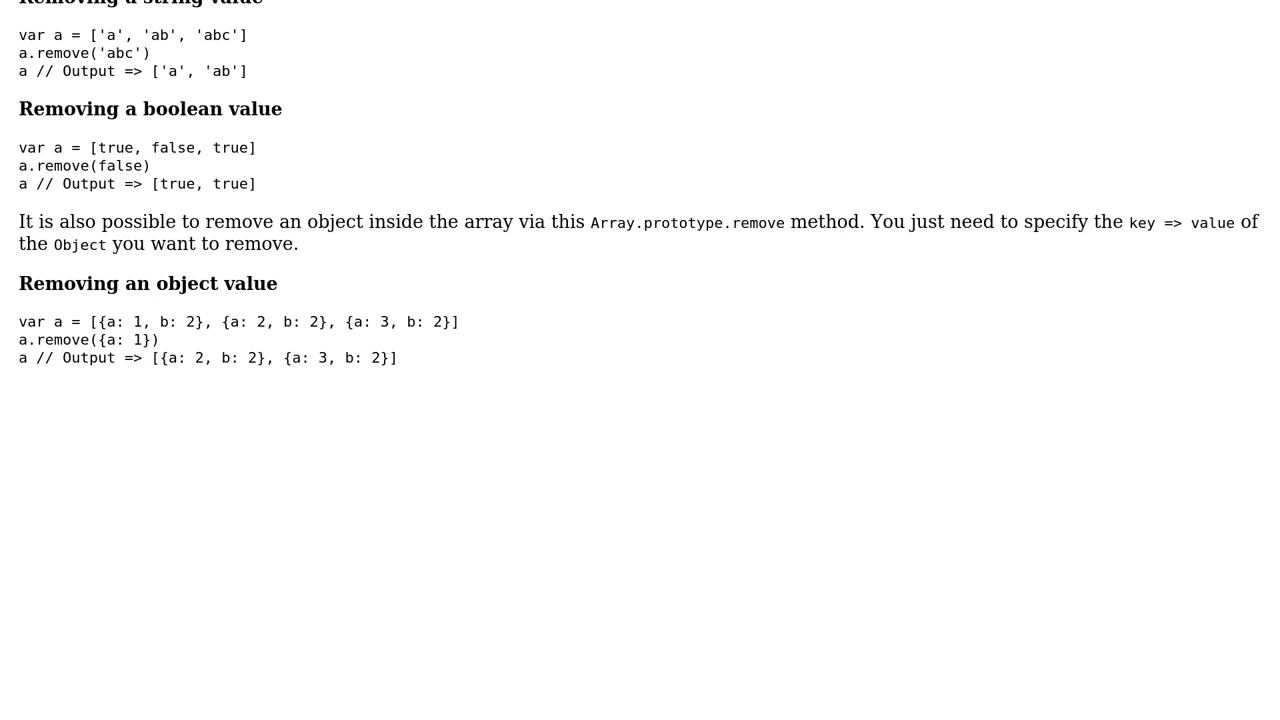 Removing a string value
var a = ['a', 'ab', 'abc']
a.remove('abc')
a // Output => ['a', 'ab']
Removing a boolean value
var a = [true, false, true]
a.remove(false)
a // Output => [true, true]
It is also possible to remove an object inside the array via this Array.prototype.remove method. You just need to specify the key => value of
the Object you want to remove.
Removing an object value
var a = [{a: 1, b: 2}, {a: 2, b: 2}, {a: 3, b: 2}]
a.remove({a: 1})
a // Output => [{a: 2, b: 2}, {a: 3, b: 2}]